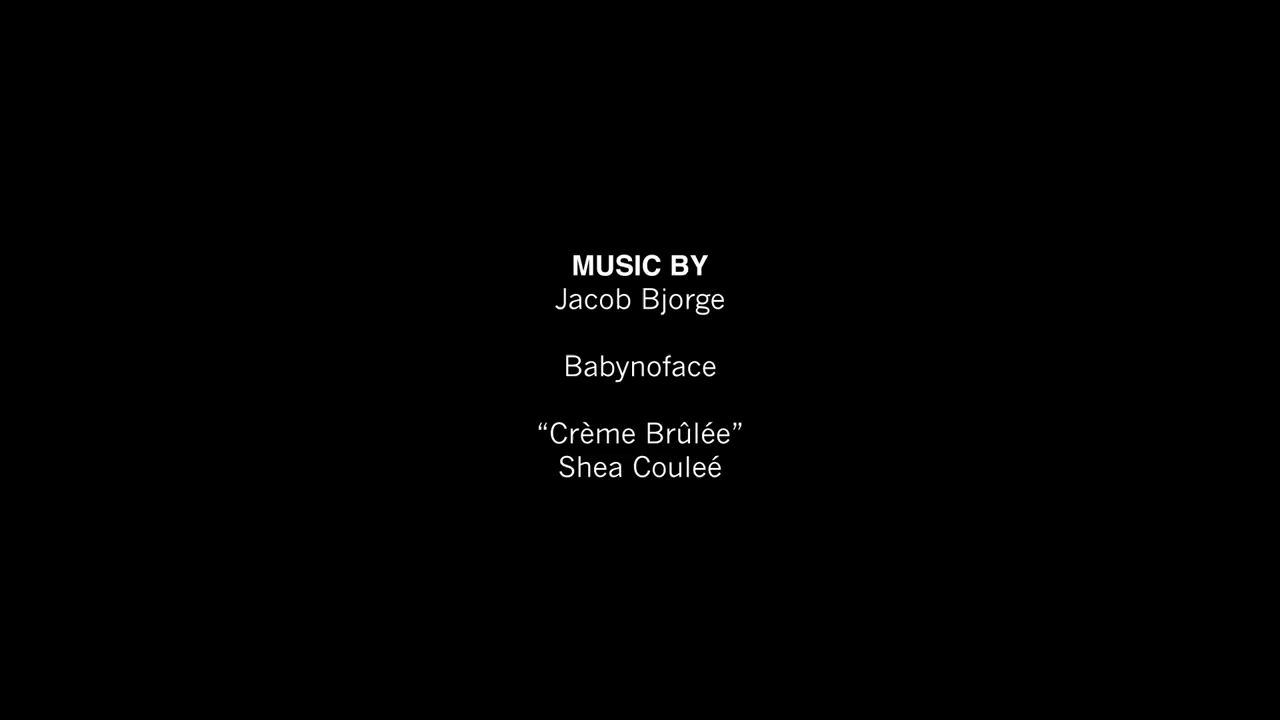 MUSIC BY
Jacob Bjorge
Babynoface
“Crème Brûlée”
Shea Couleé